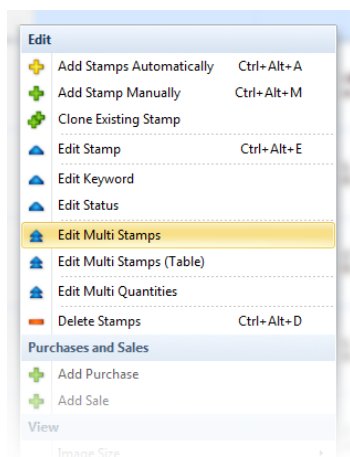 Edit
Add Stamps Automatically Ctrl+Alt+A
Add Stamp Manually Ctrl+Alt+M
Clone Existing Stamp
Edit Stamp Ctrl+Alt+E
Edit Keyword
Edit Status
Edit Multi Stamps
Edit Multi Stamps (Table)
Edit Multi Quantities
Delete Stamps Ctrl+Alt+D
Purchases and Sales
Add Purchase
Add Sale
View
Image Size